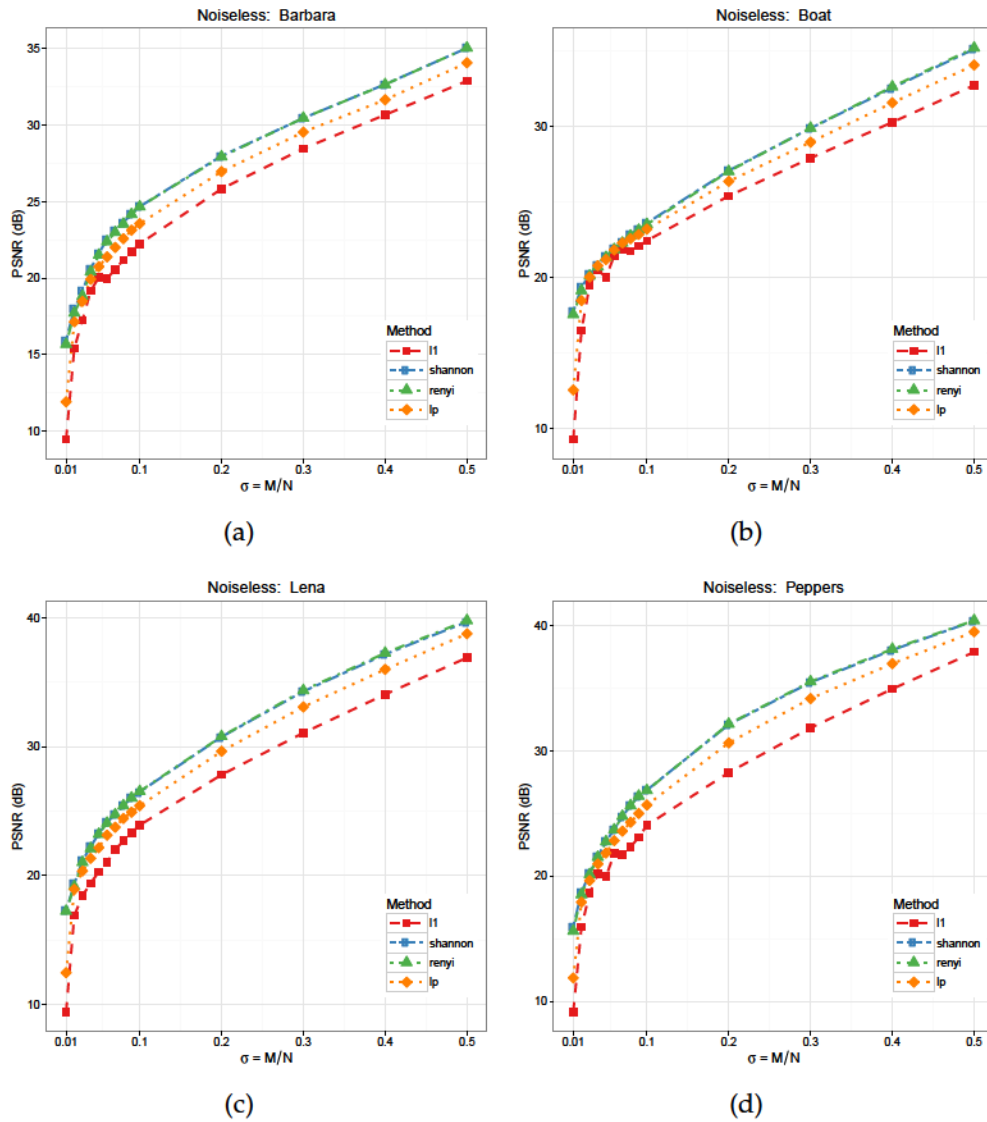 Noiseless: Barbara
35
30
25
20
15
10
PSNR (dB)
Method
l1
shannon
renyi
lp
0.01 0.1 0.2 0.3 0.4 0.5
σ = M/N
(a)
Noiseless: Boat
30
20
10
PSNR (dB)
Method
l1
shannon
renyi
lp
0.01 0.1 0.2 0.3 0.4 0.5
σ = M/N
(b)
Noiseless: Lena
40
30
20
10
PSNR (dB)
Method
l1
shannon
renyi
lp
0.01 0.1 0.2 0.3 0.4 0.5
σ = M/N
(c)
Noiseless: Peppers
40
30
20
10
PSNR (dB)
Method
l1
shannon
renyi
lp
0.01 0.1 0.2 0.3 0.4 0.5
σ = M/N
(d)